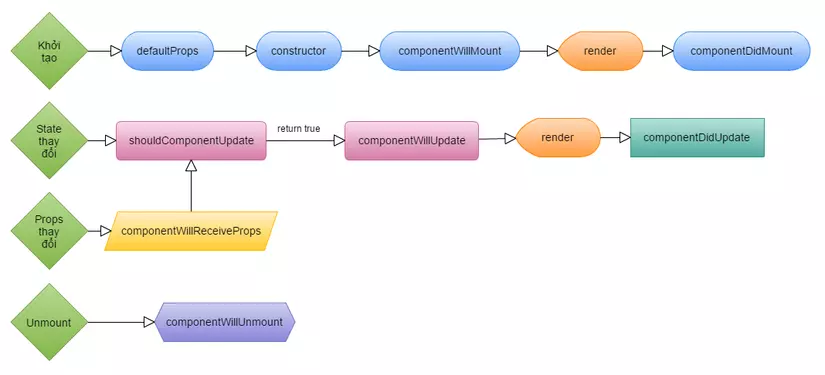 Khởi
tạo
defaultProps
constructor
componentWillMount
render
componentDidMount
State
thay
đổi
shouldComponentUpdate
return true
componentWillUpdate
render
componentDidUpdate
Props
thay
đổi
componentWillReceiveProps
Unmount
componentWillUnmount